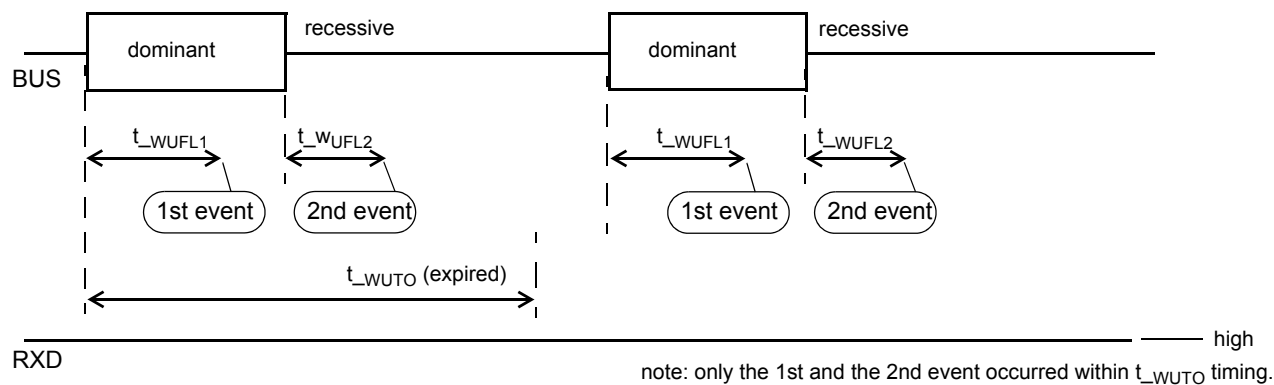 dominant
recessive
dominant
recessive
BUS
t_WUFL1
t_wUFL2
t_WUFL1
t_WUFL2
1st event
2nd event
1st event
2nd event
t_WUTO (expired)
high
RXD
note: only the 1st and the 2nd event occurred within t_WUTO timing.